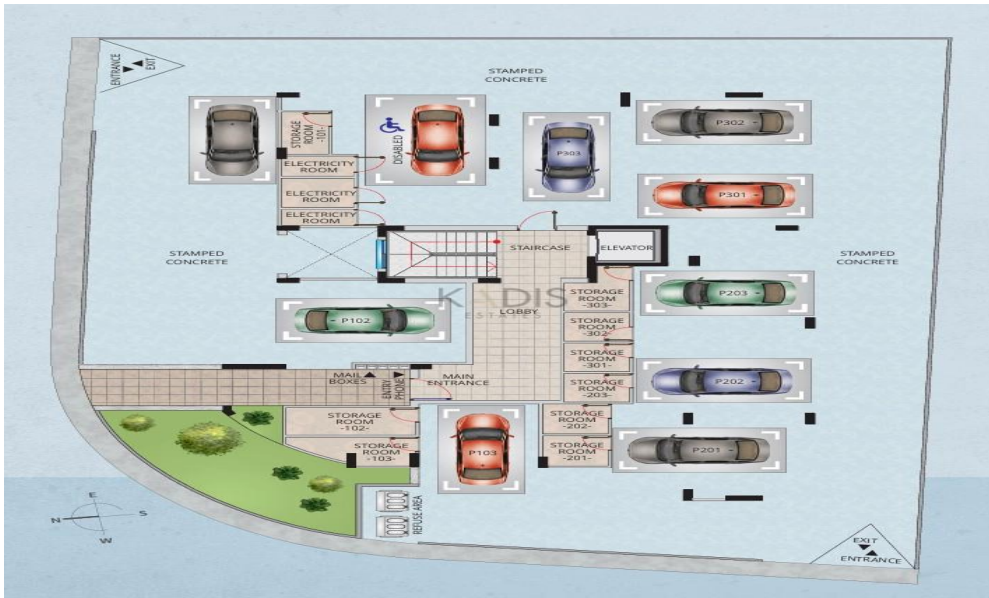 ENTRANCE
EXIT
STAMPED
CONCRETE
STORAGE
ROOM
-101-
DISABLED
P303
P302
ELECTRICITY
ROOM
ELECTRICITY
ROOM
ELECTRICITY
ROOM
P301
STAMPED
CONCRETE
STAIRCASE
ELEVATOR
STAMPED
CONCRETE
KADIS
ESTATES
LOBBY
STORAGE
ROOM
-303-
P203
P102
STORAGE
ROOM
-302-
STORAGE
ROOM
-301-
MAIL
BOXES
ENTRY
PHONE
MAIN
ENTRANCE
STORAGE
ROOM
-203-
P202
STORAGE
ROOM
-102-
STORAGE
ROOM
-202-
STORAGE
ROOM
-103-
P103
STORAGE
ROOM
-201-
P201
REFUSE AREA
E
N
S
W
EXIT
ENTRANCE